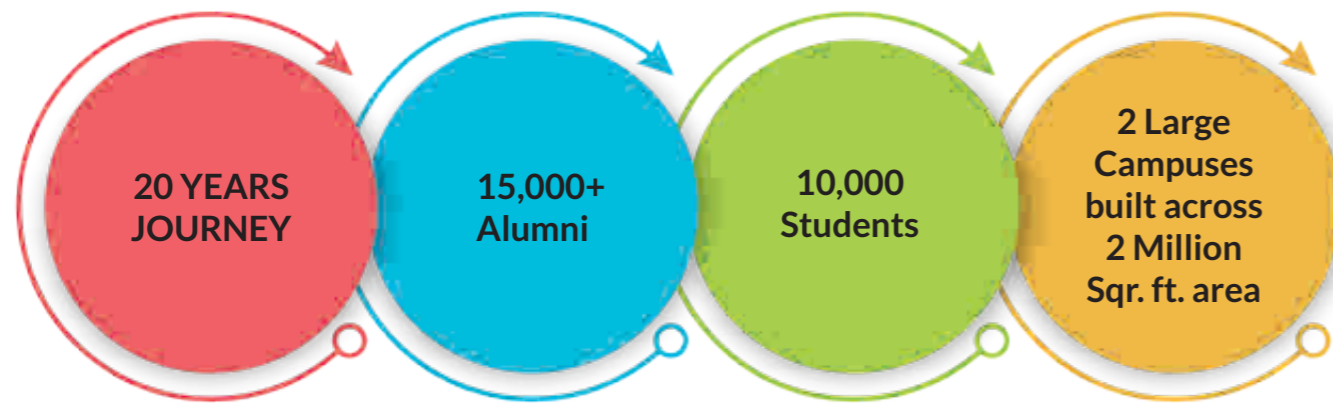 20 YEARS
JOURNEY
15,000+
Alumni
10,000
Students
2 Large
Campuses
built across
2 Million
Sqr. ft. area